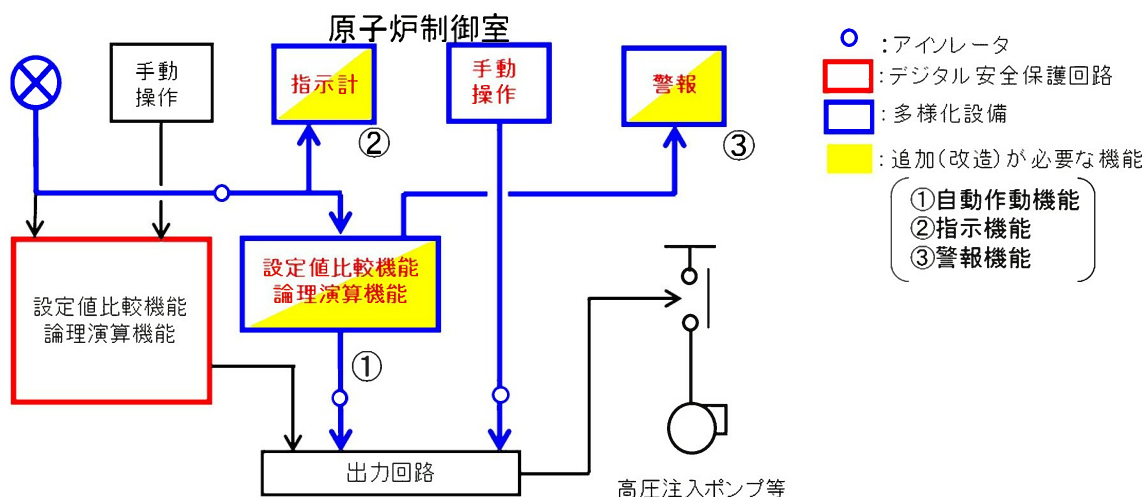 原子炉制御室
手動
操作
指示計
②
手動
操作
警報
③
:アイソレータ
:デジタル安全保護回路
:多様化設備
:追加(改造)が必要な機能
①自動作動機能
②指示機能
③警報機能
設定値比較機能
論理演算機能
設定値比較機能
論理演算機能
①
出力回路
高圧注入ポンプ等